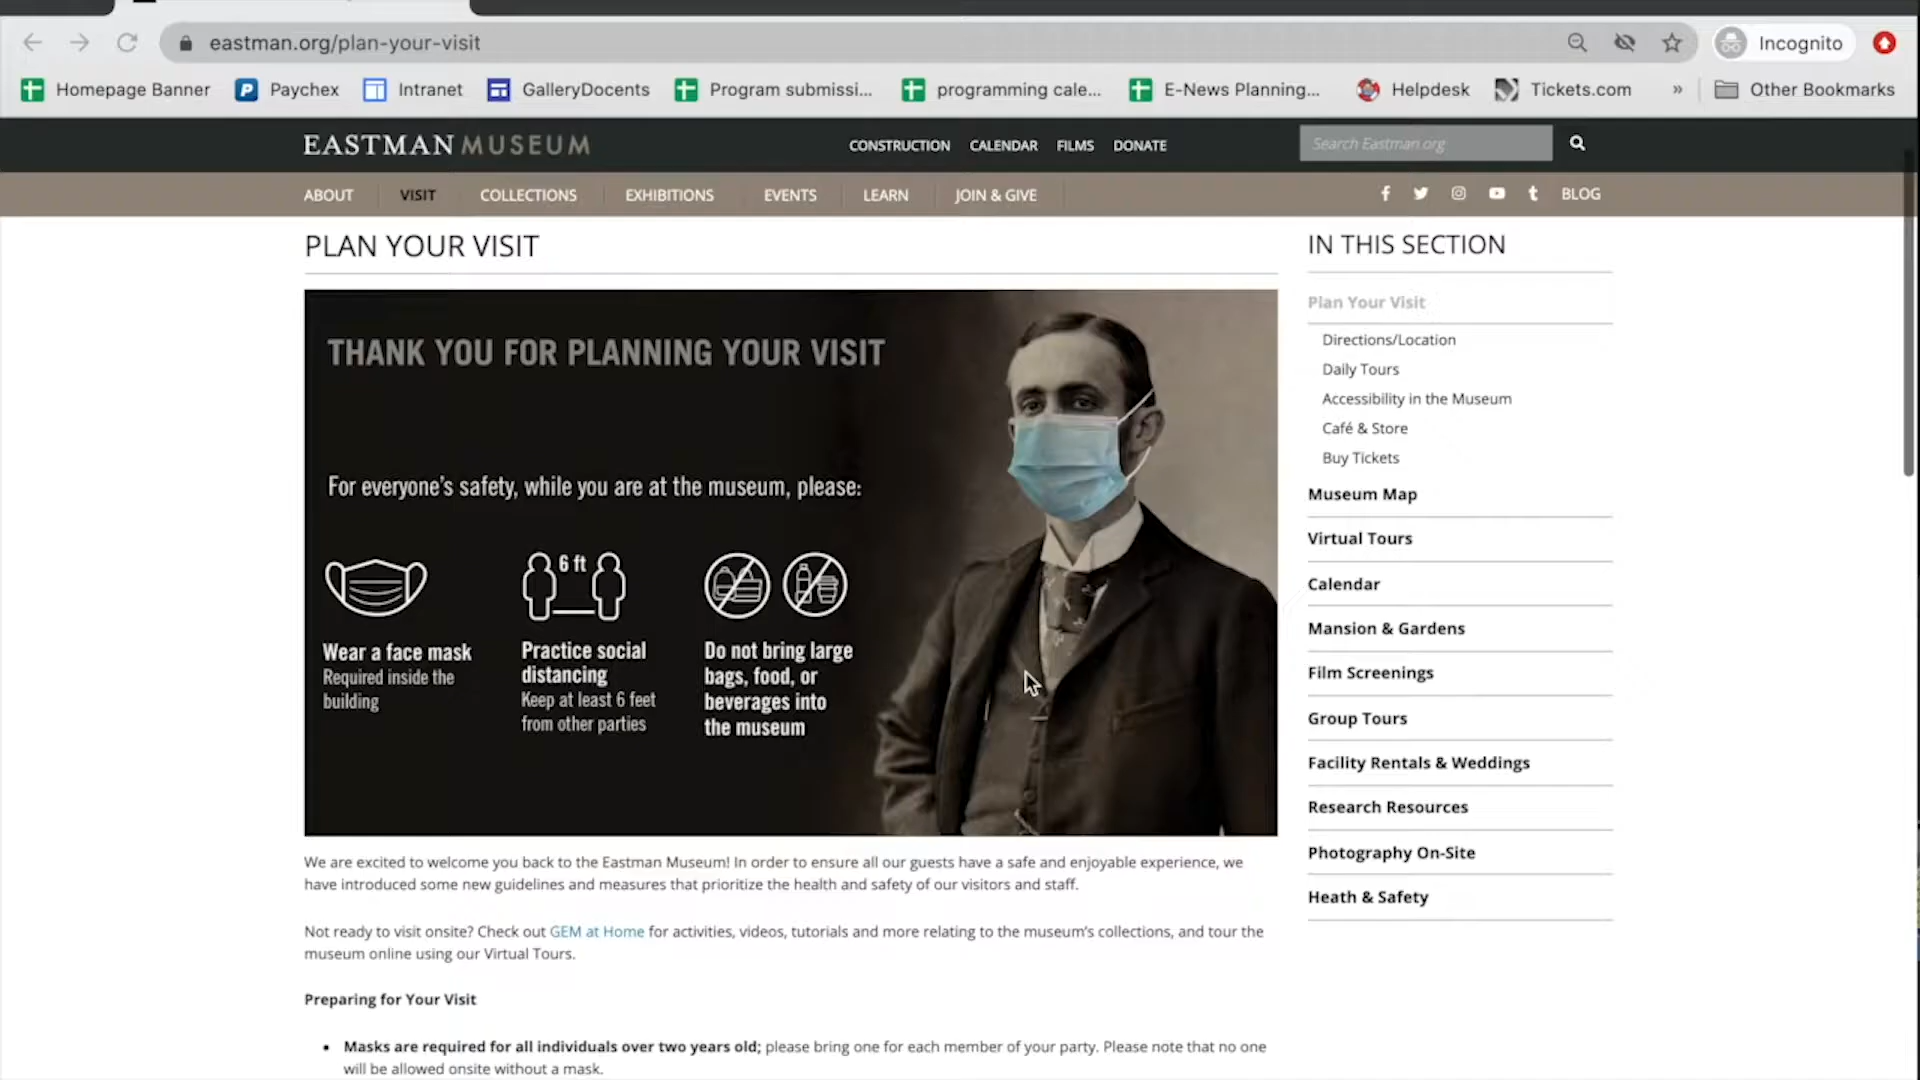 eastman.org/plan-your-visit
Incognito
Homepage Banner
Paychex
Intranet
GalleryDocents
Program submissi...
programming cale...
E-News Planning...
Helpdesk
Tickets.com
»
Other Bookmarks
EASTMAN MUSEUM
CONSTRUCTION CALENDAR FILMS DONATE
Search Eastman.org
ABOUT VISIT COLLECTIONS EXHIBITIONS EVENTS LEARN JOIN & GIVE
BLOG
PLAN YOUR VISIT
THANK YOU FOR PLANNING YOUR VISIT
For everyone's safety, while you are at the museum, please:
6 ft
Wear a face mask
Required inside the
building
Practice social
distancing
Keep at least 6 feet
from other parties
Do not bring large
bags, food, or
beverages into
the museum
We are excited to welcome you back to the Eastman Museum! In order to ensure all our guests have a safe and enjoyable experience, we
have introduced some new guidelines and measures that prioritize the health and safety of our visitors and staff.
Not ready to visit onsite? Check out GEM at Home for activities, videos, tutorials and more relating to the museum's collections, and tour the
museum online using our Virtual Tours.
Preparing for Your Visit
• Masks are required for all individuals over two years old; please bring one for each member of your party. Please note that no one
will be allowed onsite without a mask.
IN THIS SECTION
Plan Your Visit
Directions/Location
Daily Tours
Accessibility in the Museum
Café & Store
Buy Tickets
Museum Map
Virtual Tours
Calendar
Mansion & Gardens
Film Screenings
Group Tours
Facility Rentals & Weddings
Research Resources
Photography On-Site
Heath & Safety